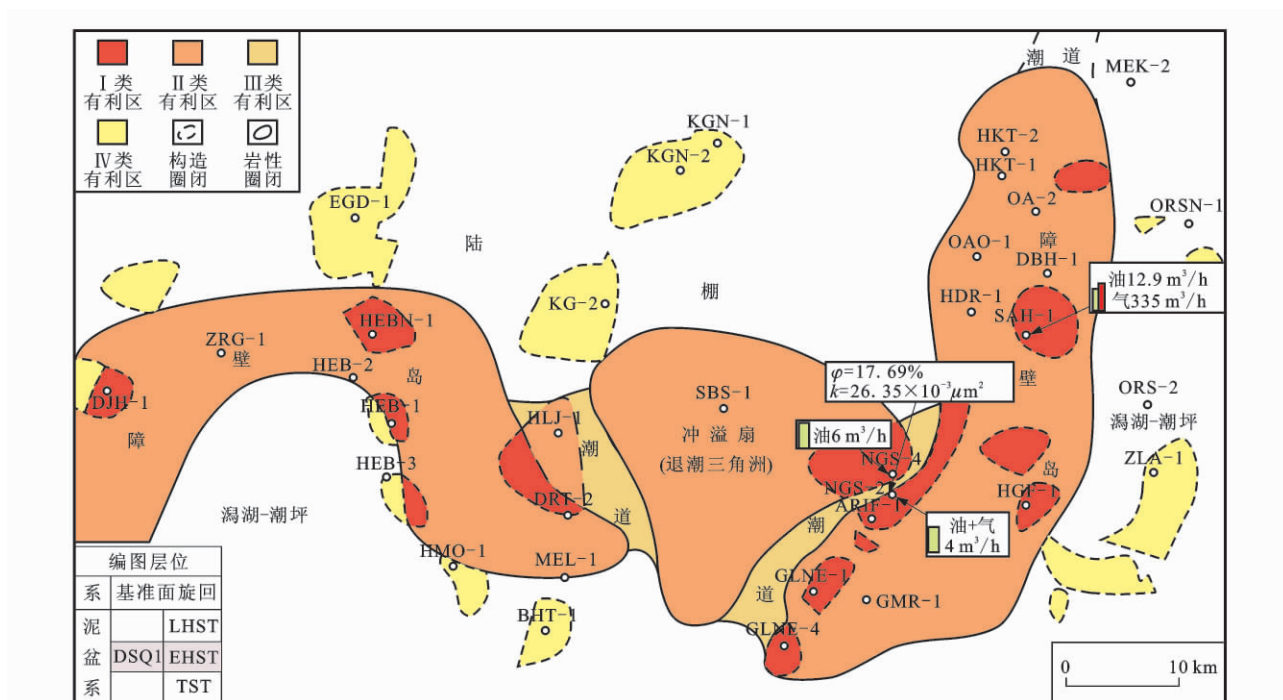 Ⅰ类
有利区
Ⅱ类
有利区
Ⅲ类
有利区
Ⅳ类
有利区
构造
圈闭
岩性
圈闭
潮道
MEK-2
KGN-1
KGN-2
HKT-2
HKT-1
OA-2
ORSN-1
EGD-1
陆
棚
OAO-1
障
DBH-1
油12.9 m³/h
气335 m³/h
KG-2
HDR-1
SAH-1
HEBN-1
ZRG-1
壁
HEB-2
岛
DJH-1
障
HEB-1
HLJ-1
潮
SBS-1
冲溢扇
(退潮三角洲)
φ=17.69%
k=26.35×10⁻³μm²
油6 m³/h
壁
ORS-2
潟湖-潮坪
NGS-4
NGS-2
ARIF-1
岛
ZLA-1
HGF-1
HEB-3
潟湖-潮坪
DRT-2
道
潮
油+气
4 m³/h
HMO-1
MEL-1
GLNE-1
道
GMR-1
BHT-1
GLNE-4
编图层位
系 基准面旋回
泥 LHST
盆 DSQ1 EHST
系 TST
0 10 km